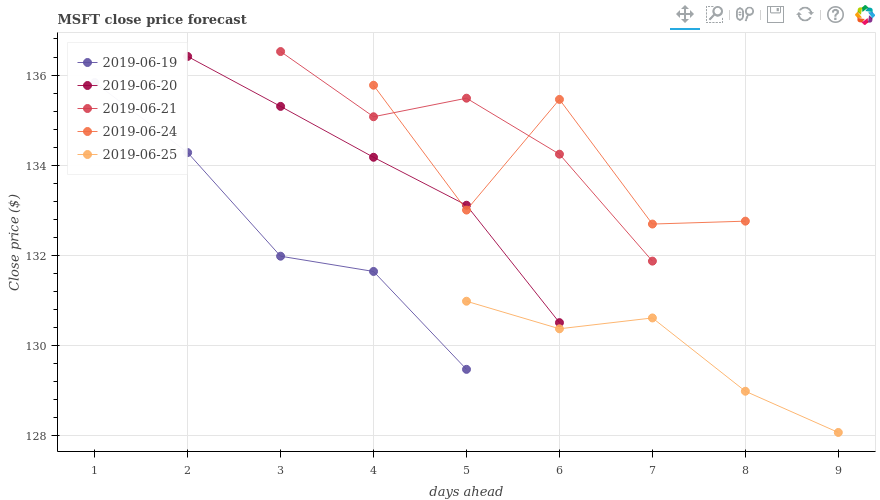 MSFT close price forecast
2019-06-19
2019-06-20
2019-06-21
2019-06-24
2019-06-25
136
134
132
130
128
Close price ($)
1 2 3 4 5 6 7 8 9
days ahead